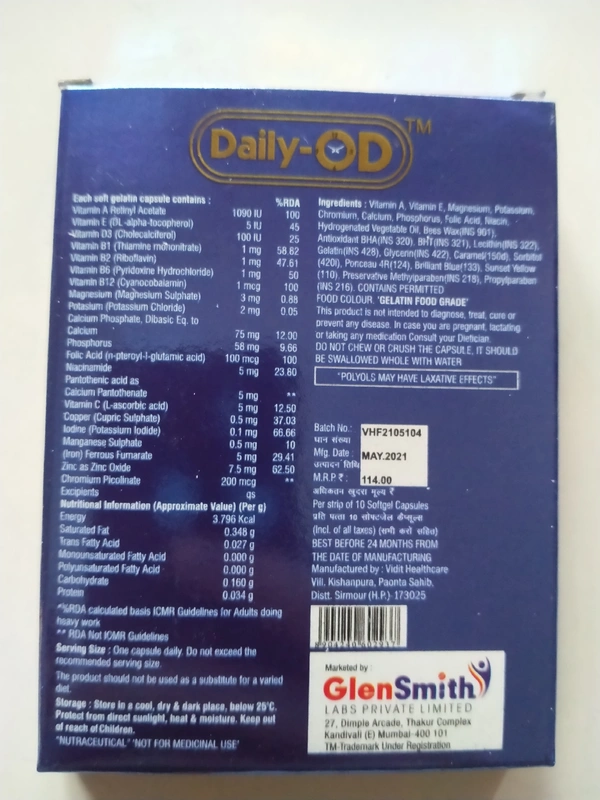 Daily-OD™
Each soft gelatin capsule contains : %RDA
Vitamin A Retinyl Acetate 1090 IU 100
Vitamin E (DL-alpha-tocopherol) 5 IU 45
Vitamin D3 (Cholecalciferol) 100 IU 25
Vitamin B1 (Thiamine mononitrate) 1 mg 58.82
Vitamin B2 (Riboflavin) 1 mg 47.61
Vitamin B6 (Pyridoxine Hydrochloride) 1 mg 50
Vitamin B12 (Cyanocobalamin) 1 mcg 100
Magnesium (Magnesium Sulphate) 3 mg 0.88
Potasium (Potassium Chloride) 2 mg 0.05
Calcium Phosphate, Dibasic Eq. to
Calcium 75 mg 12.00
Phosphorus 58 mg 9.66
Folic Acid (n-pteroyl-l-glutamic acid) 100 mcg 100
Niacinamide 5 mg 23.80
Pantothenic acid as
Calcium Pantothenate 5 mg **
Vitamin C (L-ascorbic acid) 5 mg 12.50
Copper (Cupric Sulphate) 0.5 mg 37.03
Iodine (Potassium Iodide) 0.1 mg 66.66
Manganese Sulphate 0.5 mg 10
(Iron) Ferrous Fumarate 5 mg 29.41
Zinc as Zinc Oxide 7.5 mg 62.50
Chromium Picolinate 200 mcg **
Excipients qs
Nutritional Information (Approximate Value) (Per g)
Energy 3.796 Kcal
Saturated Fat 0.348 g
Trans Fatty Acid 0.027 g
Monounsaturated Fatty Acid 0.000 g
Polyunsaturated Fatty Acid 0.000 g
Carbohydrate 0.160 g
Protein 0.034 g
*%RDA calculated basis ICMR Guidelines for Adults doing
heavy work
** RDA Not ICMR Guidelines
Serving Size : One capsule daily. Do not exceed the
recommended serving size.
The product should not be used as a substitute for a varied
diet.
Storage : Store in a cool, dry & dark place, below 25°C.
Protect from direct sunlight, heat & moisture. Keep out
of reach of Children.
"NUTRACEUTICAL" 'NOT FOR MEDICINAL USE'
Ingredients : Vitamin A, Vitamin E, Magnesium, Potassium,
Chromium, Calcium, Phosphorus, Folic Acid, Niacin,
Hydrogenated Vegetable Oil, Bees Wax(INS 901),
Antioxidant BHA(INS 320), BHT(INS 321), Lecithin(INS 322),
Gelatin(INS 428), Glycerin(INS 422), Caramel(150d), Sorbitol
(420), Ponceau 4R(124), Brilliant Blue(133), Sunset Yellow
(110). Preservative Methylparaben(INS 218), Propylparaben
(INS 216). CONTAINS PERMITTED
FOOD COLOUR. 'GELATIN FOOD GRADE'
This product is not intended to diagnose, treat, cure or
prevent any disease. In case you are pregnant, lactating
or taking any medication Consult your Dietician.
DO NOT CHEW OR CRUSH THE CAPSULE, IT SHOULD
BE SWALLOWED WHOLE WITH WATER
"POLYOLS MAY HAVE LAXATIVE EFFECTS"
Batch No.: VHF2105104
घान संख्या
Mfg. Date : MAY.2021
उत्पादन तिथि
M.R.P.₹ : 114.00
अधिकतम खुदरा मूल्य ₹
Per strip of 10 Softgel Capsules
प्रति पत्ता 10 सोफ्टजेल कैप्सूल्स
(Incl. of all taxes) (सभी करों सहित)
BEST BEFORE 24 MONTHS FROM
THE DATE OF MANUFACTURING
Manufactured by : Vidit Healthcare
Vill. Kishanpura, Paonta Sahib,
Distt. Sirmour (H.P.)-173025
Marketed by :
GlenSmith
LABS PRIVATE LIMITED
27, Dimple Arcade, Thakur Complex
Kandivali (E) Mumbai-400 101
TM-Trademark Under Registration